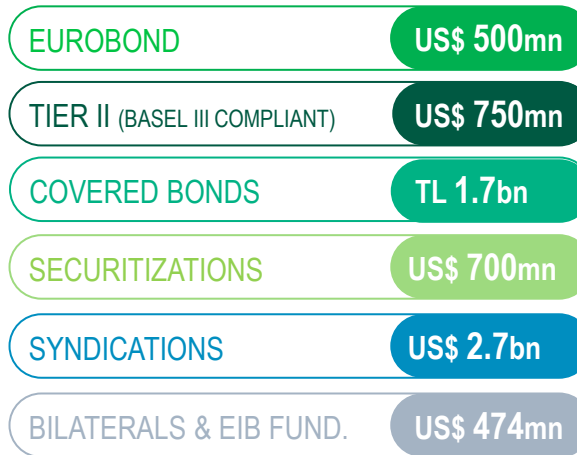 EUROBOND US$ 500mn
TIER II (BASEL III COMPLIANT) US$ 750mn
COVERED BONDS TL 1.7bn
SECURITIZATIONS US$ 700mn
SYNDICATIONS US$ 2.7bn
BILATERALS & EIB FUND. US$ 474mn